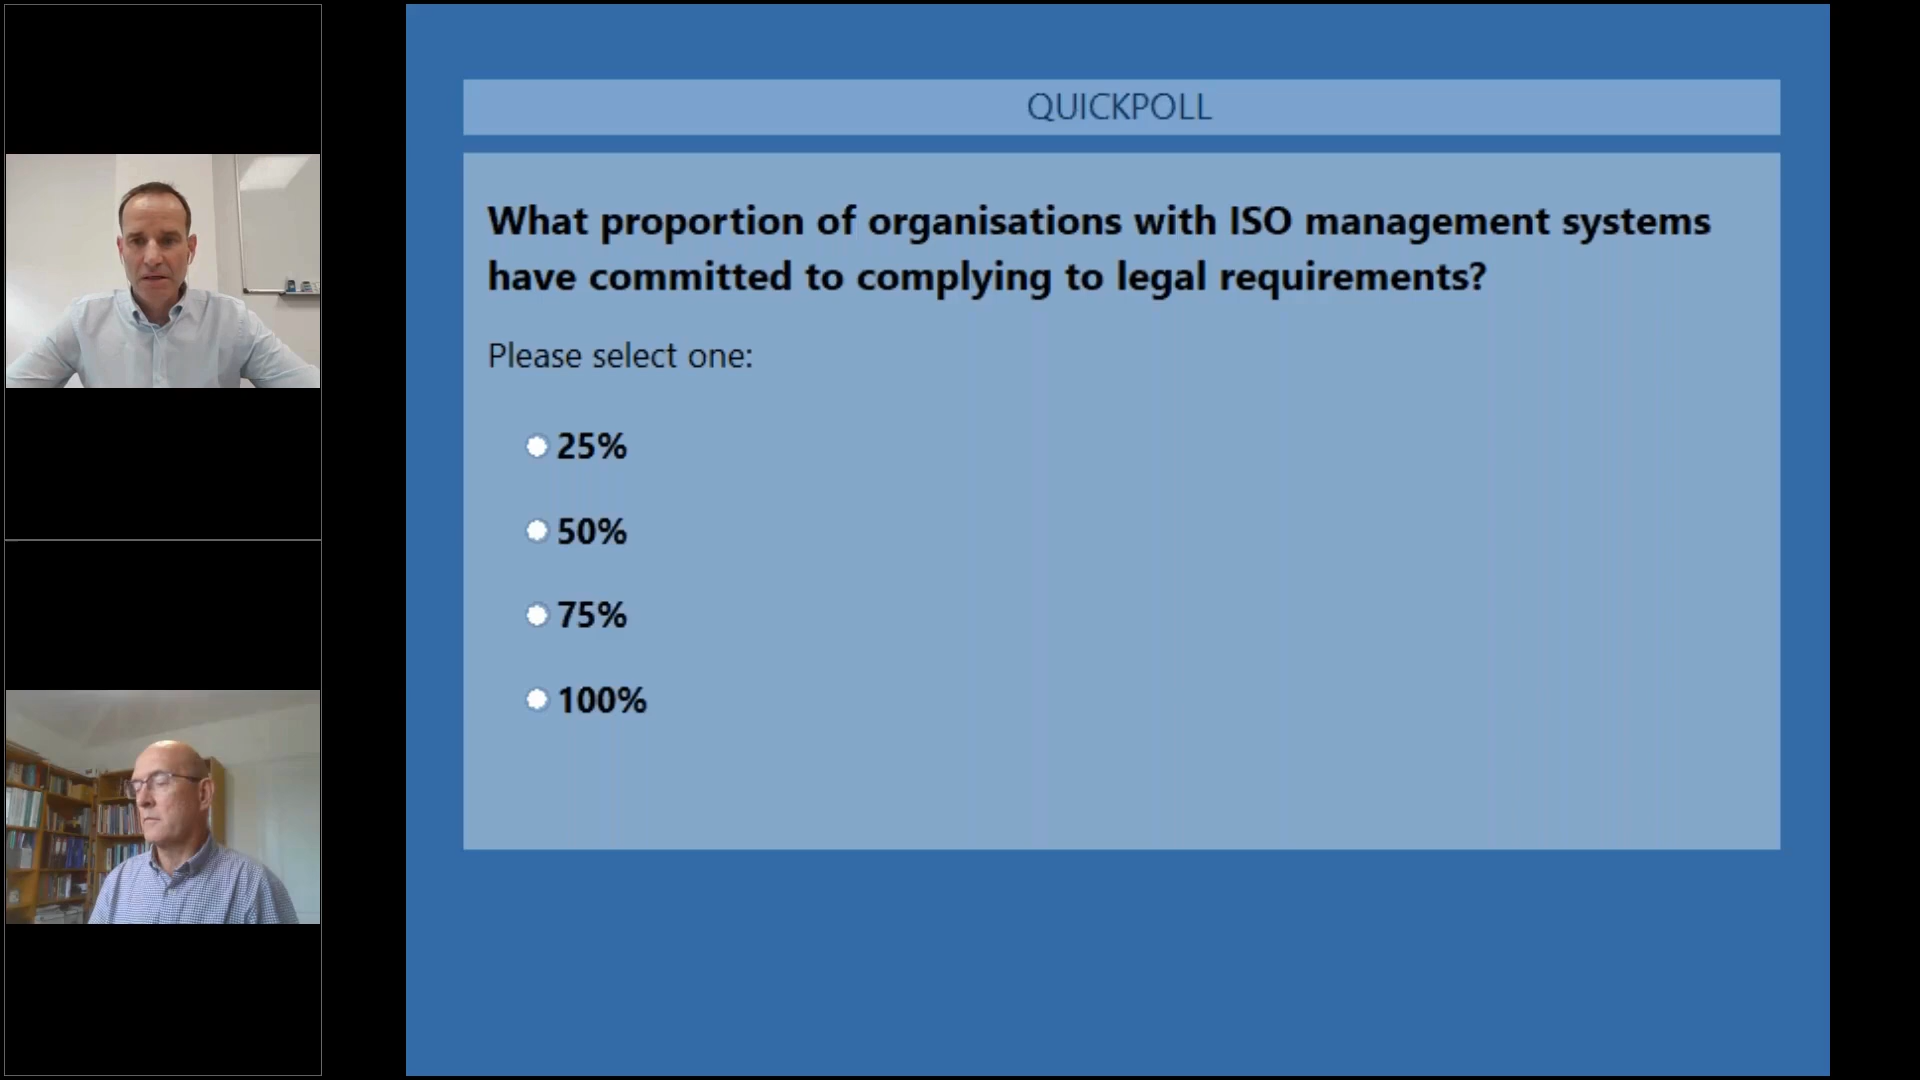 QUICKPOLL
What proportion of organisations with ISO management systems
have committed to complying to legal requirements?
Please select one:
25%
50%
75%
100%